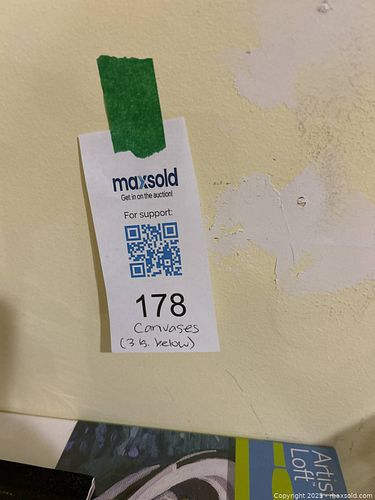 maxsold
Get in on the auction!
For support:
178
Canvases
(3 below)
Artis
Loft
Copyright 2023 - maxsold.com